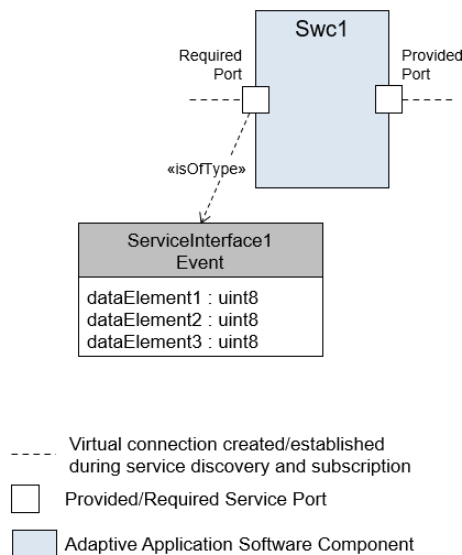 Swc1
Required
Port
Provided
Port
«isOfType»
ServiceInterface1
Event
dataElement1 : uint8
dataElement2 : uint8
dataElement3 : uint8
Virtual connection created/established
during service discovery and subscription
Provided/Required Service Port
Adaptive Application Software Component